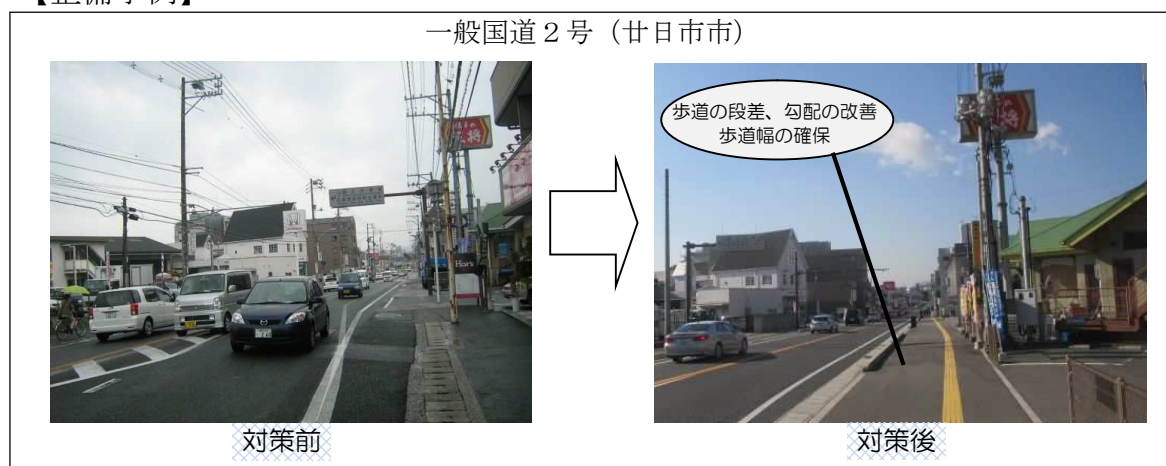 【整備事例】
一般国道２号（廿日市市）
歩道の段差、勾配の改善
歩道幅の確保
対策前
対策後